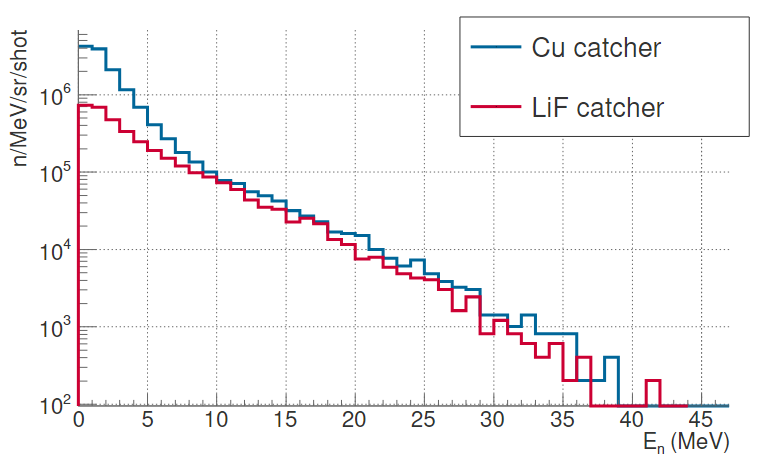 n/MeV/sr/shot
Cu catcher
LiF catcher
10⁶
10⁵
10⁴
10³
10²
0 5 10 15 20 25 30 35 40 45
Eₙ (MeV)